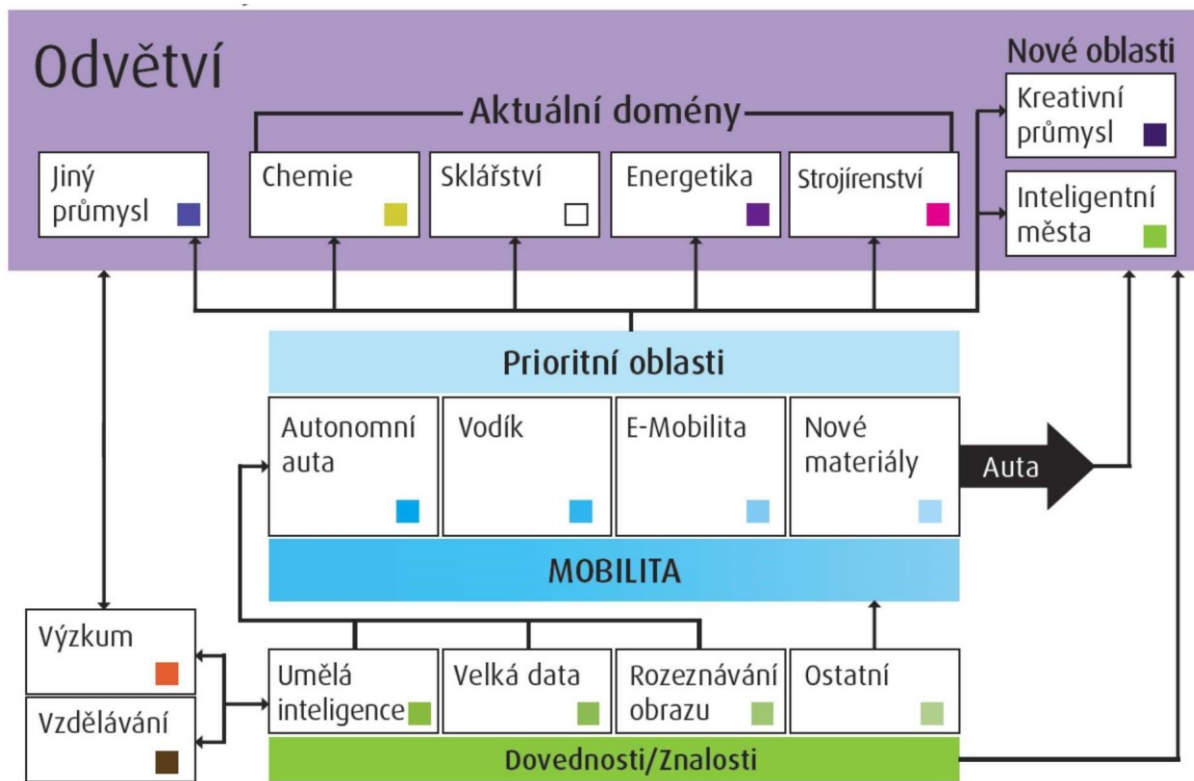 Odvětví
Nové oblasti
Kreativní
průmysl
Aktuální domény
Jiný
průmysl
Chemie
Sklářství
Energetika
Strojírenství
Inteligentní
města
Prioritní oblasti
Autonomní
auta
Vodík
E-Mobilita
Nové
materiály
Auta
MOBILITA
Výzkum
Vzdělávání
Umělá
inteligence
Velká data
Rozeznávání
obrazu
Ostatní
Dovednosti/Znalosti